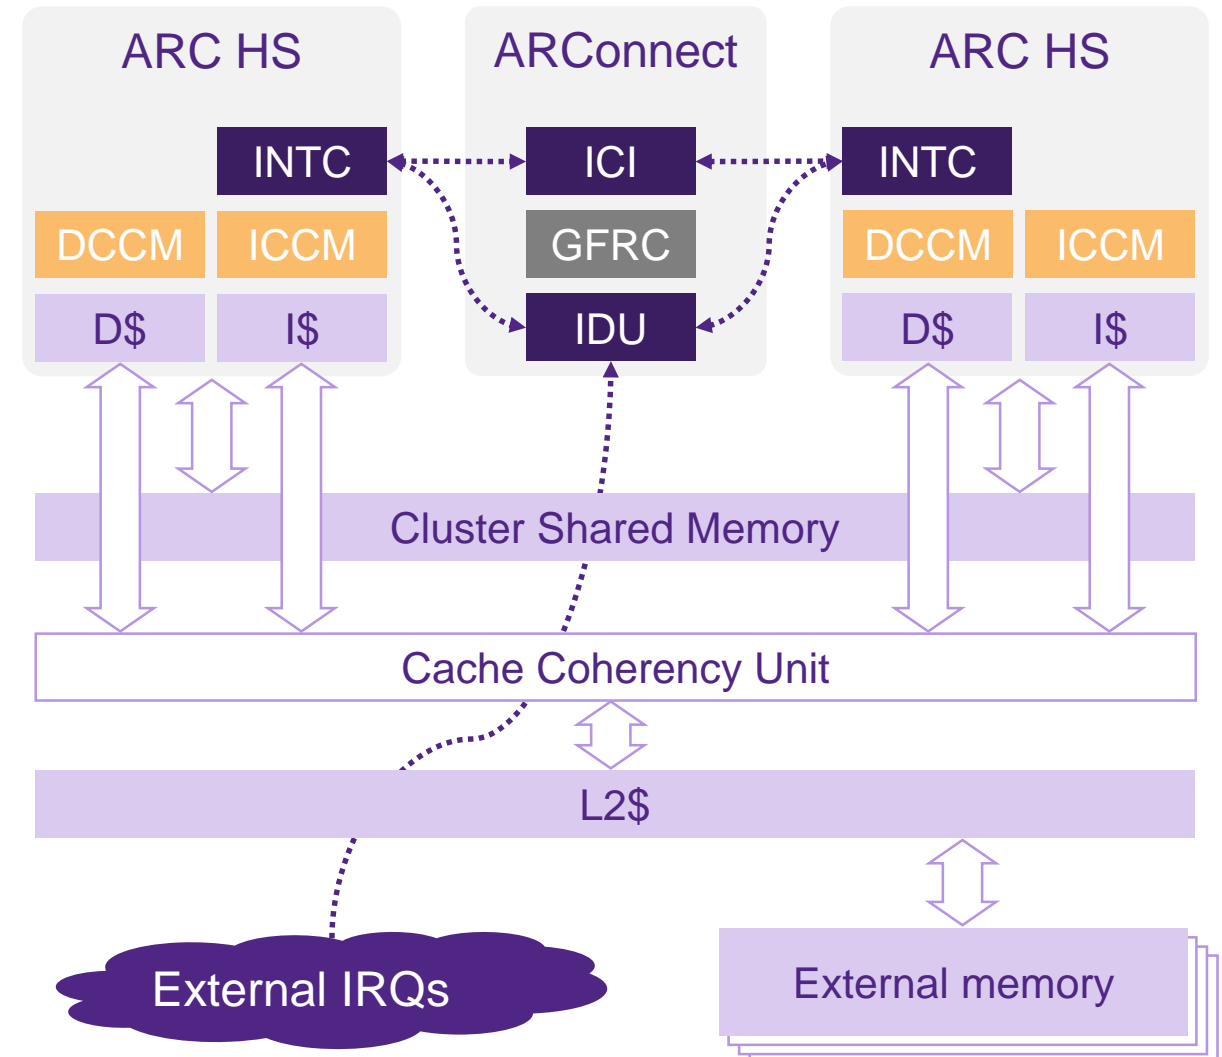 ARC HS
ARConnect
ARC HS
INTC
ICI
INTC
DCCM
ICCM
GFRC
DCCM
ICCM
D$
I$
IDU
D$
I$
Cluster Shared Memory
Cache Coherency Unit
L2$
External IRQs
External memory